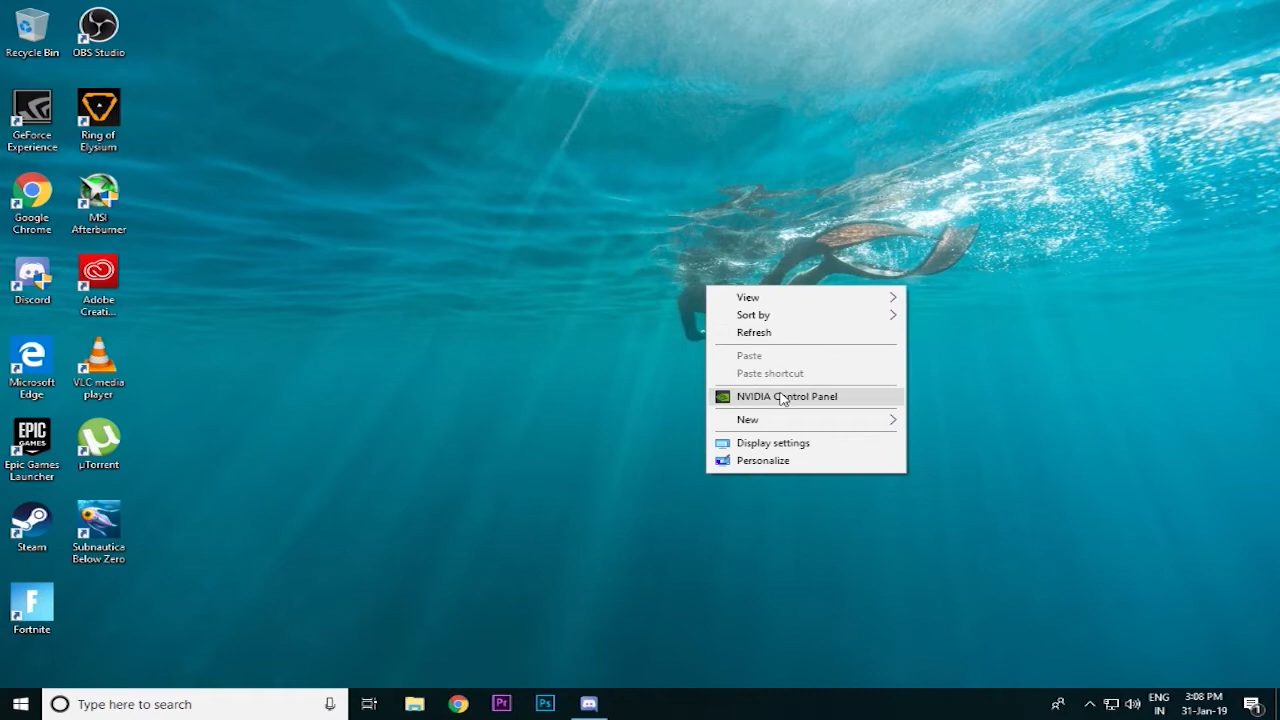 Recycle Bin
OBS Studio
GeForce
Experience
Ring of
Elysium
Google
Chrome
MSI
Afterburner
Discord
Adobe
Creati...
Microsoft
Edge
VLC media
player
EPIC
GAMES
Epic Games
Launcher
µTorrent
Steam
Subnautica
Below Zero
F
Fortnite
View
Sort by
Refresh
Paste
Paste shortcut
NVIDIA Control Panel
New
Display settings
Personalize
Type here to search
Pr
Ps
ENG
IN
3:08 PM
31-Jan-19
1